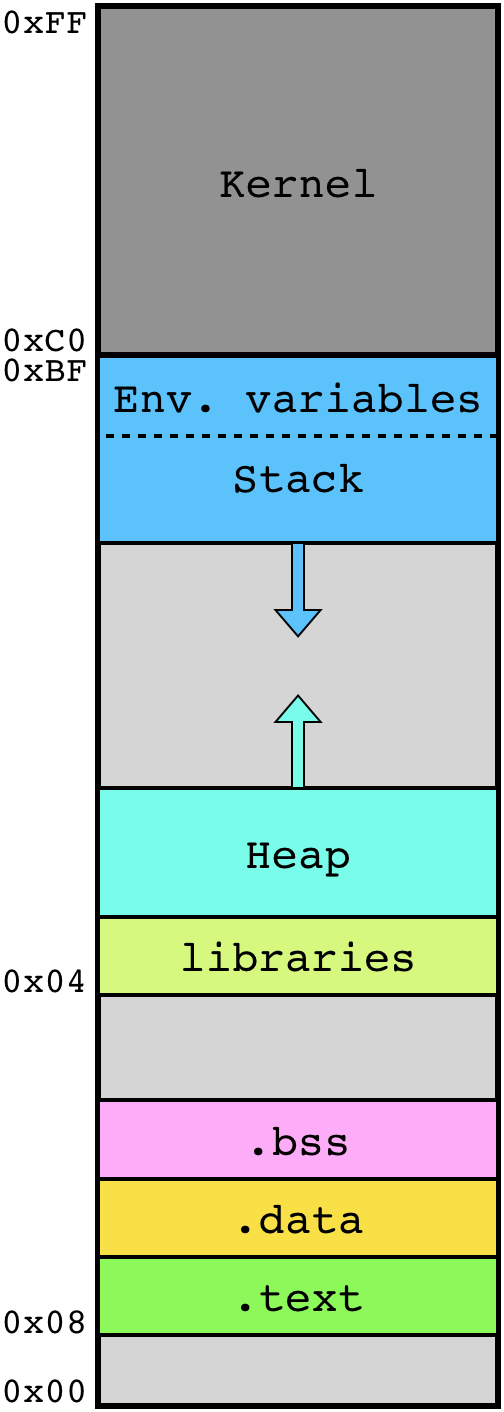 0xFF
Kernel
0xC0
0xBF
Env. variables
Stack
Heap
libraries
0x04
.bss
.data
.text
0x08
0x00